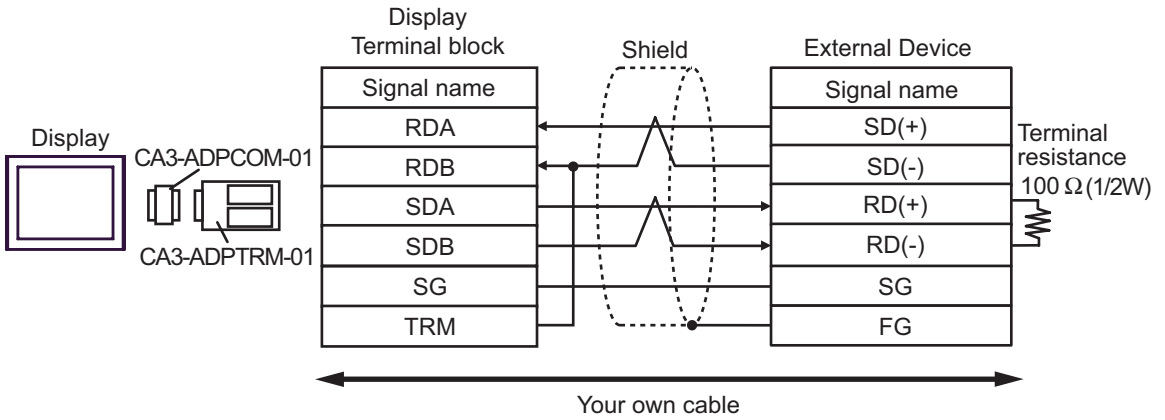 Display
Terminal block
Shield
External Device
Signal name
Signal name
RDA
SD(+)
Display
CA3-ADPCOM-01
RDB
SD(-)
Terminal
resistance
100 Ω (1/2W)
SDA
RD(+)
CA3-ADPTRM-01
SDB
RD(-)
SG
SG
TRM
FG
Your own cable